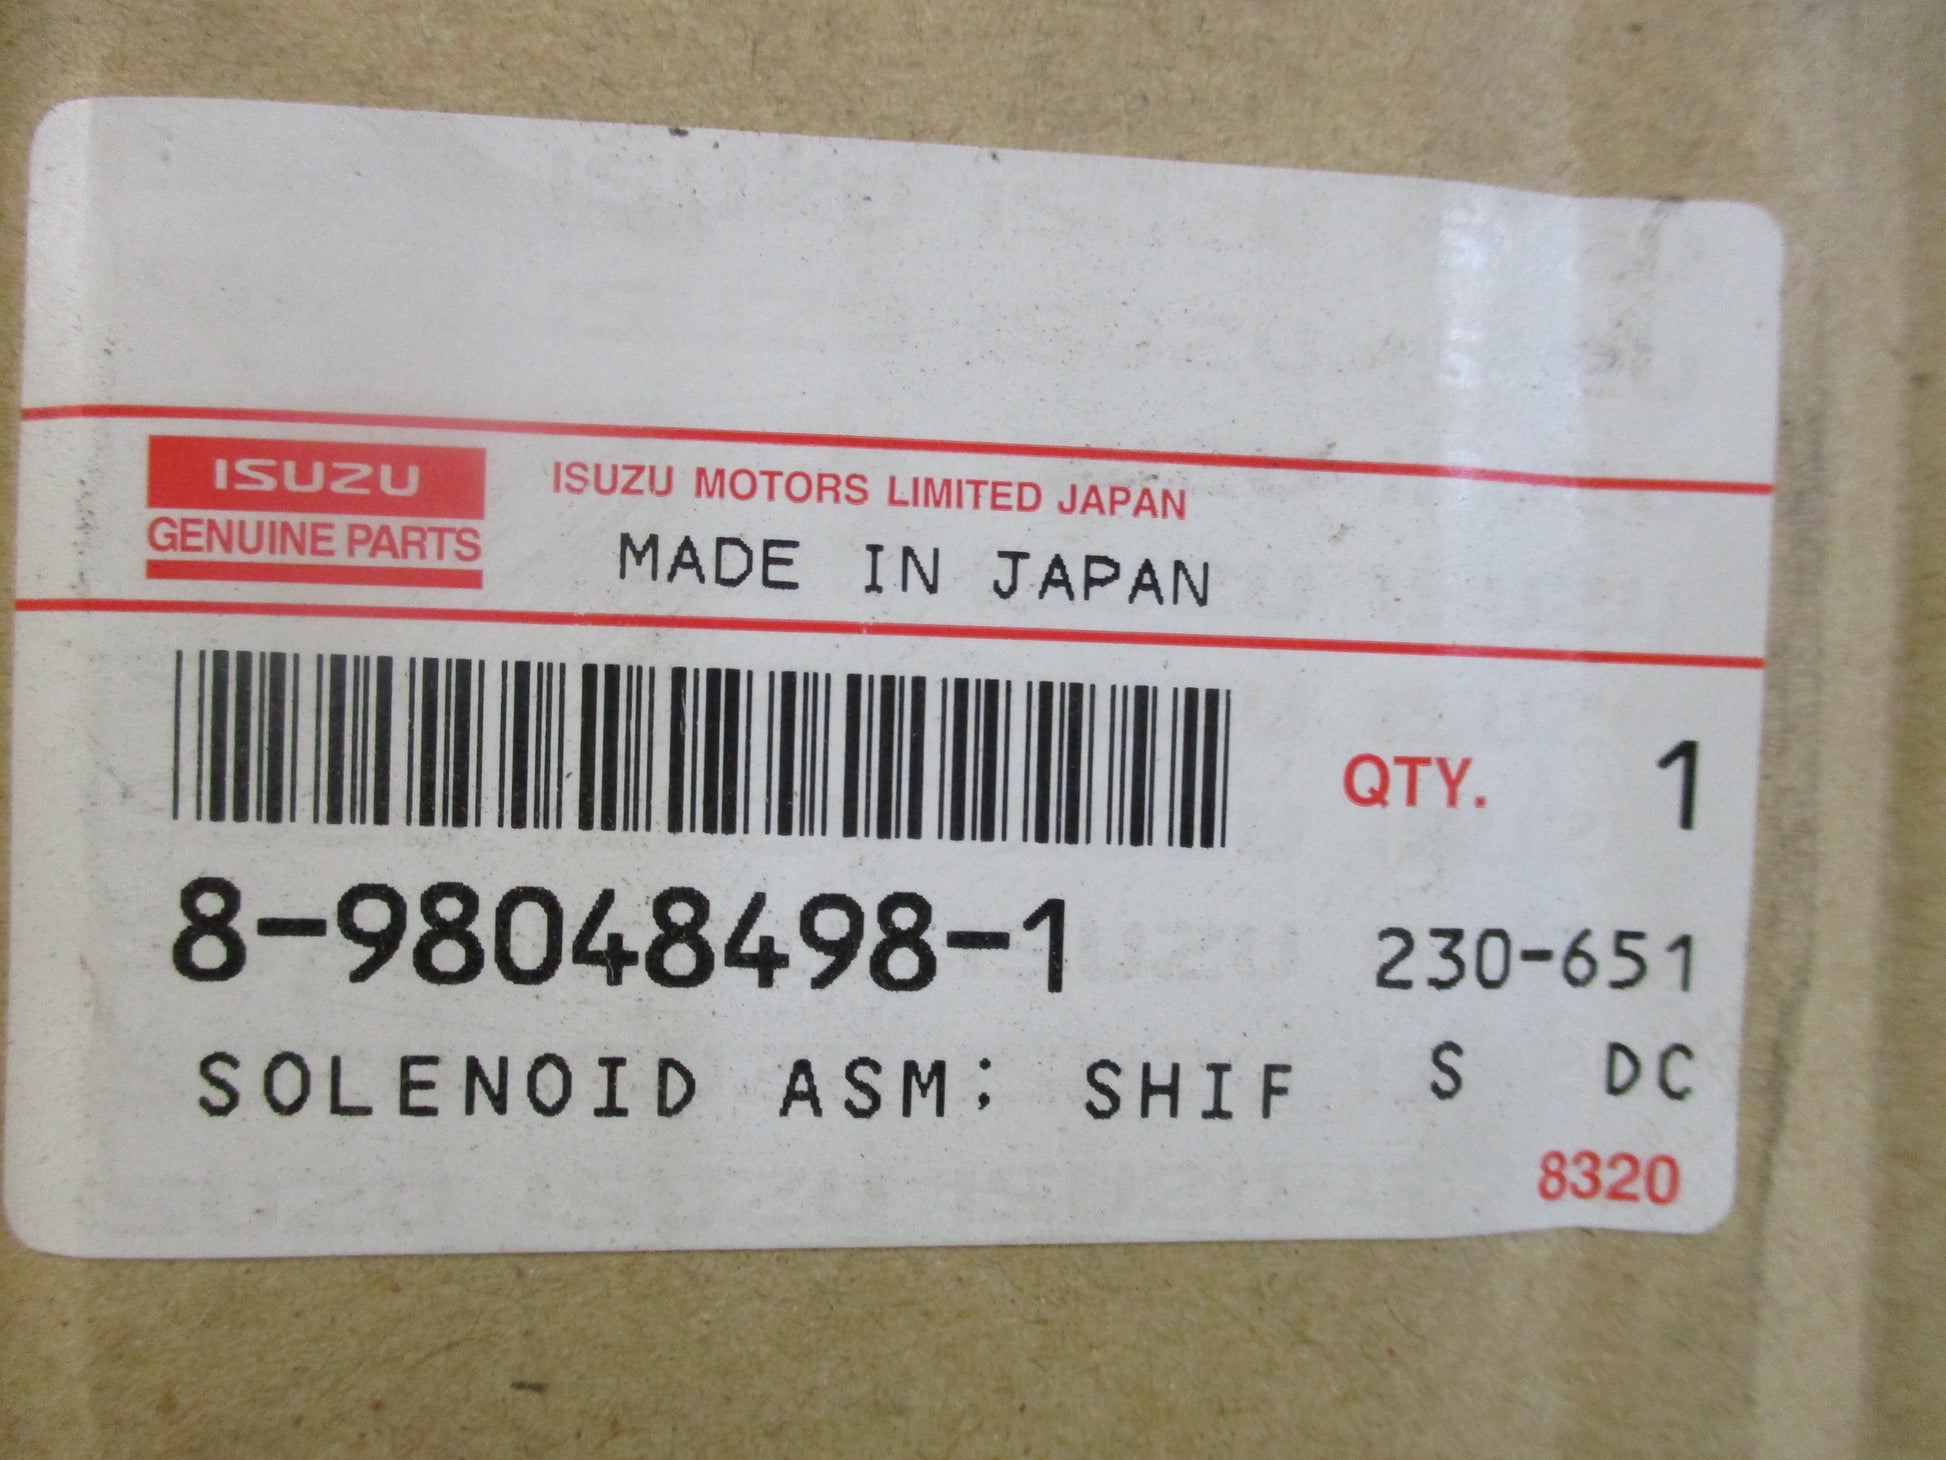 ISUZU
GENUINE PARTS
ISUZU MOTORS LIMITED JAPAN
MADE IN JAPAN
QTY. 1
8-98048498-1
230-651
SOLENOID ASM; SHIF
S DC
8320